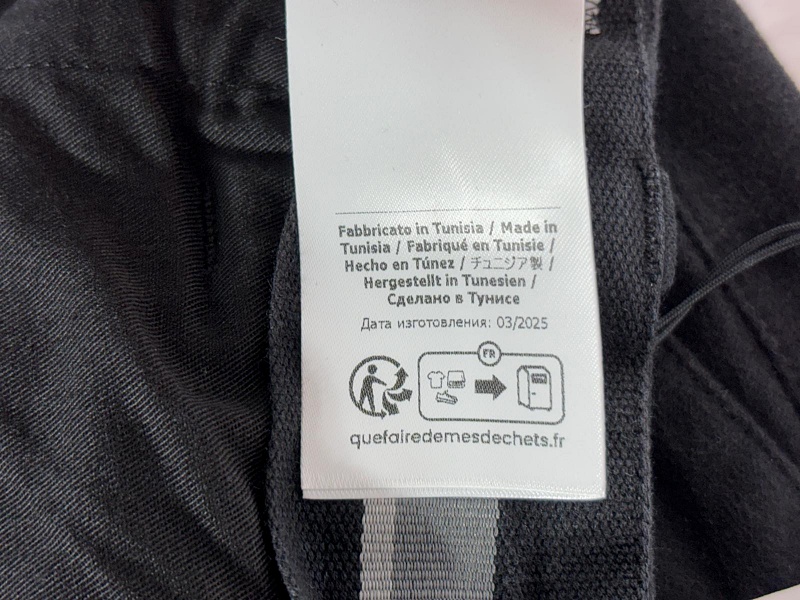 Fabbricato in Tunisia / Made in
Tunisia / Fabriqué en Tunisie /
Hecho en Túnez / チュニジア製 /
Hergestellt in Tunesien /
Сделано в Тунисе
Дата изготовления: 03/2025
FR
quefairedemesdechets.fr